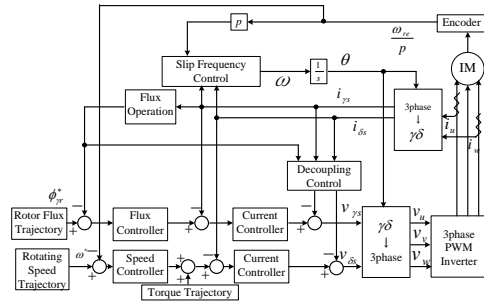 p
ω_re / p
Encoder
IM
Slip Frequency
Control
ω
1/s
θ
Flux
Operation
i_γs
i_δs
3phase
↓
γδ
i_u
i_w
Decoupling
Control
ϕ*_γr
Rotor Flux
Trajectory
Flux
Controller
Current
Controller
v_γs
γδ
↓
3phase
v_u
v_v
v_w
3phase
PWM
Inverter
Rotating
Speed
Trajectory
ω*
Speed
Controller
Torque Trajectory
Current
Controller
v_δs